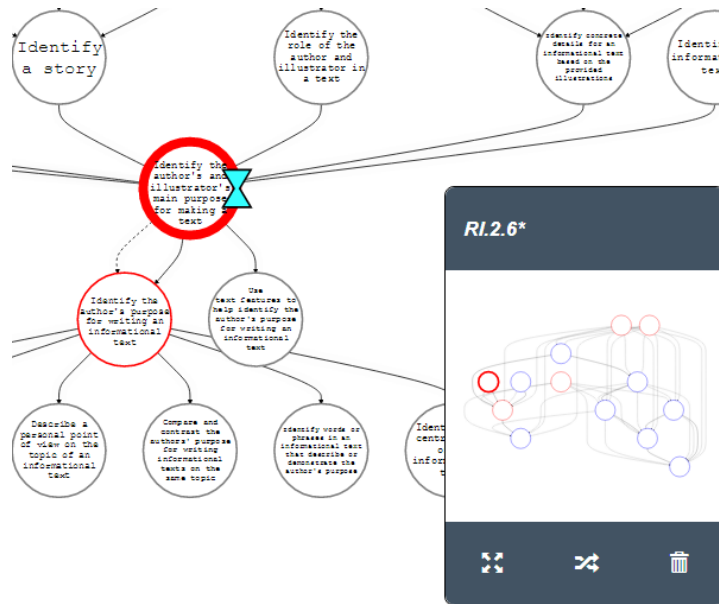 Identify
a story
Identify the
role of the
author and
illustrator in
a text
Identify concrete
details for an
informational text
based on the
provided
illustrations
informa
tex
Identify the
author's and
illustrator's
main purpose
for making a
text
RI.2.6*
Identify the
author's purpose
for writing an
informational
text
Use
text features to
help identify the
author's purpose
for writing an
informational
text
Describe a
personal point
of view on the
topic of an
informational
text
Compare and
contrast the
authors' purpose
for writing
informational
texts on the
same topic
Identify words or
phrases in an
informational text
that describe or
demonstrate the
author's purpose
Ident
centr
o
infor
t